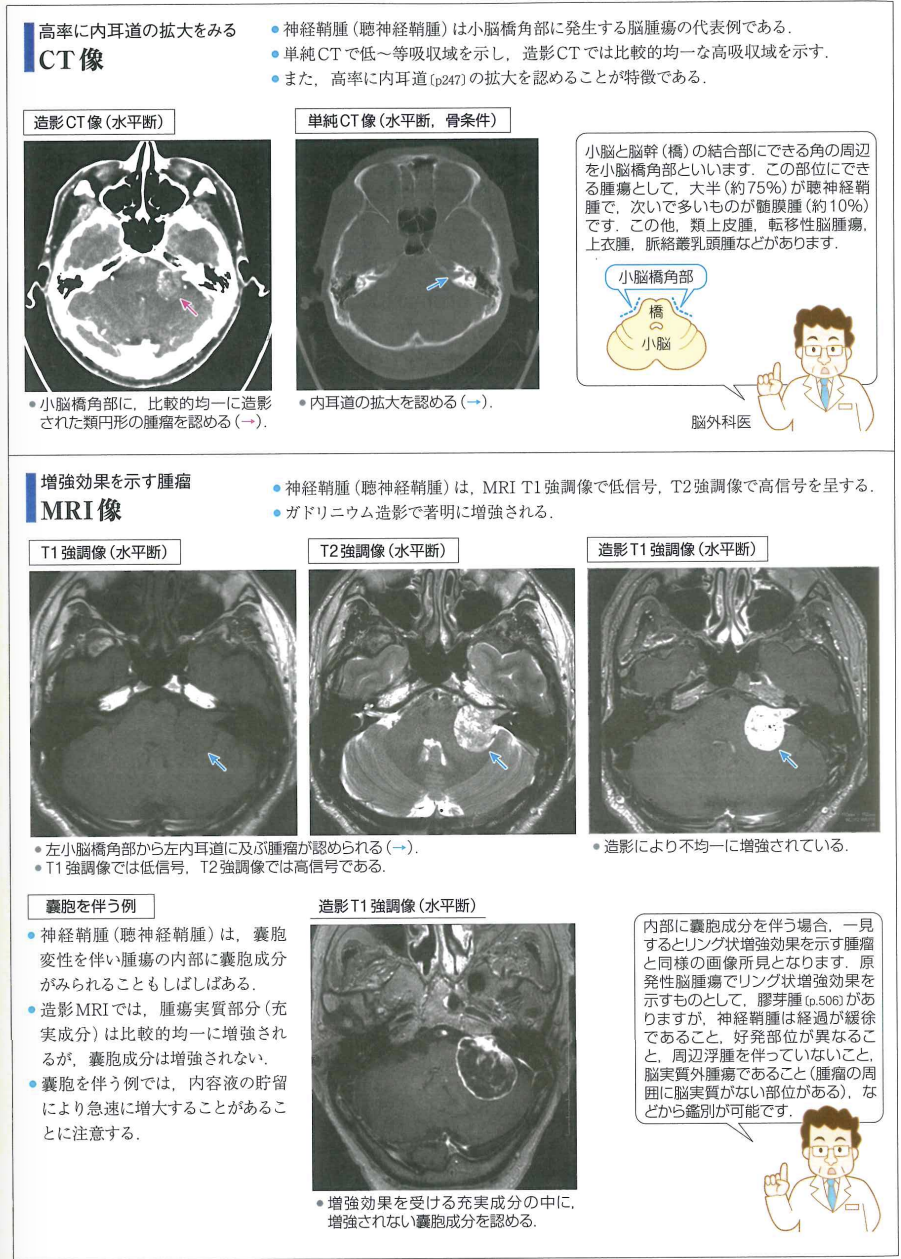 高率に内耳道の拡大をみる
CT像
● 神経鞘腫(聴神経鞘腫)は小脳橋角部に発生する脳腫瘍の代表例である.
● 単純CTで低〜等吸収域を示し,造影CTでは比較的均一な高吸収域を示す.
● また,高率に内耳道〔p247〕の拡大を認めることが特徴である.
造影CT像(水平断)
● 小脳橋角部に,比較的均一に造影
された類円形の腫瘤を認める(→).
単純CT像(水平断,骨条件)
● 内耳道の拡大を認める(→).
小脳と脳幹(橋)の結合部にできる角の周辺
を小脳橋角部といいます.この部位にでき
る腫瘍として,大半(約75%)が聴神経鞘
腫で,次いで多いものが髄膜腫(約10%)
です.この他,類上皮腫,転移性脳腫瘍,
上衣腫,脈絡叢乳頭腫などがあります.
小脳橋角部
橋
小脳
脳外科医
増強効果を示す腫瘤
MRI像
● 神経鞘腫(聴神経鞘腫)は,MRI T1強調像で低信号,T2強調像で高信号を呈する.
● ガドリニウム造影で著明に増強される.
T1強調像(水平断)
T2強調像(水平断)
造影T1強調像(水平断)
● 左小脳橋角部から左内耳道に及ぶ腫瘤が認められる(→).
● T1強調像では低信号,T2強調像では高信号である.
● 造影により不均一に増強されている.
嚢胞を伴う例
● 神経鞘腫(聴神経鞘腫)は,嚢胞
変性を伴い腫瘍の内部に嚢胞成分
がみられることもしばしばある.
● 造影MRIでは,腫瘍実質部分(充
実成分)は比較的均一に増強され
るが,嚢胞成分は増強されない.
● 嚢胞を伴う例では,内容液の貯留
により急速に増大することがあるこ
とに注意する.
造影T1強調像(水平断)
● 増強効果を受ける充実成分の中に,
増強されない嚢胞成分を認める.
内部に嚢胞成分を伴う場合,一見
するとリング状増強効果を示す腫瘤
と同様の画像所見となります.原
発性脳腫瘍でリング状増強効果を
示すものとして,膠芽腫〔p.506〕があ
りますが,神経鞘腫は経過が緩徐
であること,好発部位が異なるこ
と,周辺浮腫を伴っていないこと,
脳実質外腫瘍であること(腫瘤の周
囲に脳実質がない部位がある),な
どから鑑別が可能です.